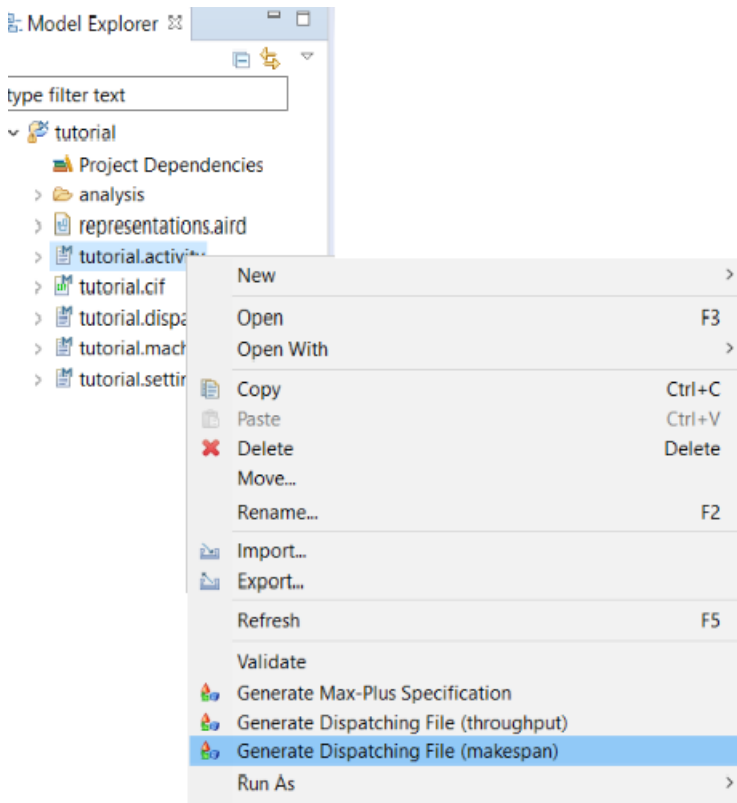 Model Explorer
type filter text
tutorial
Project Dependencies
analysis
representations.aird
tutorial.activity
tutorial.cif
tutorial.dispa
tutorial.mach
tutorial.settin
New
Open F3
Open With
Copy Ctrl+C
Paste Ctrl+V
Delete Delete
Move...
Rename... F2
Import...
Export...
Refresh F5
Validate
Generate Max-Plus Specification
Generate Dispatching File (throughput)
Generate Dispatching File (makespan)
Run As